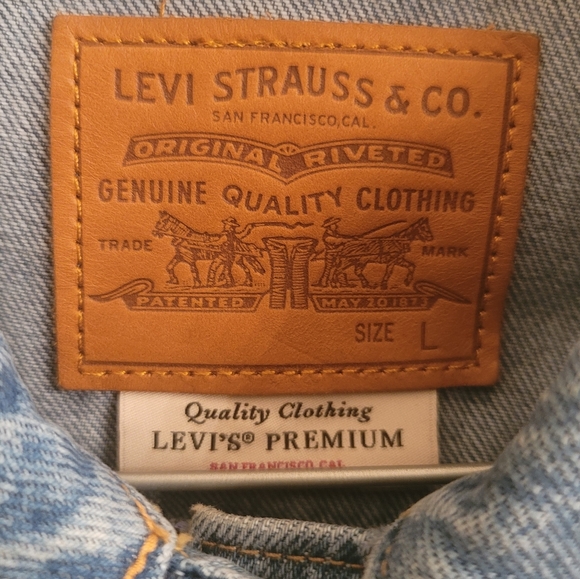 LEVI STRAUSS & CO.
SAN FRANCISCO, CAL.
ORIGINAL RIVETED
GENUINE QUALITY CLOTHING
TRADE MARK
PATENTED MAY 20 1873
SIZE L
Quality Clothing
LEVI'S® PREMIUM
SAN FRANCISCO CAL